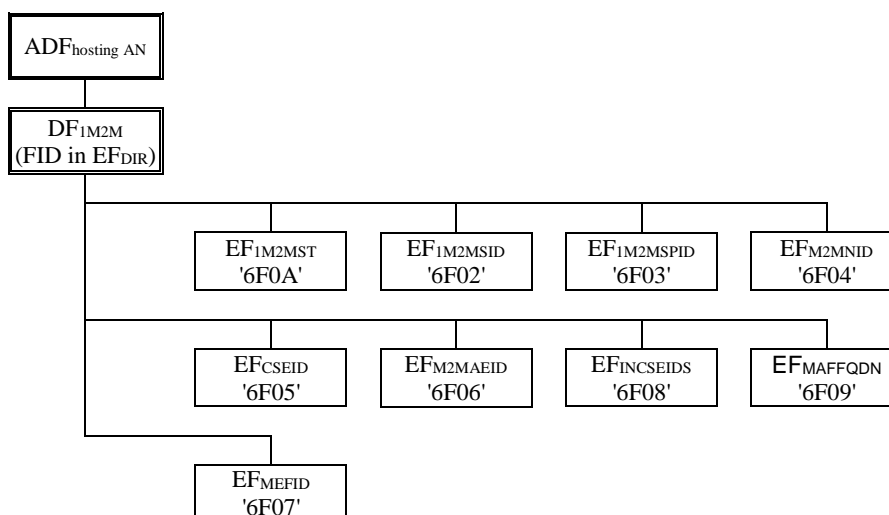 ADFhosting AN
DF1M2M
(FID in EFDIR)
EF1M2MST EF1M2MSID EF1M2MSPID EFM2MNID
'6F0A' '6F02' '6F03' '6F04'
EFCSEID EFM2MAEID EFINCSEIDS EFMAFFQDN
'6F05' '6F06' '6F08' '6F09'
EFMEFID
'6F07'